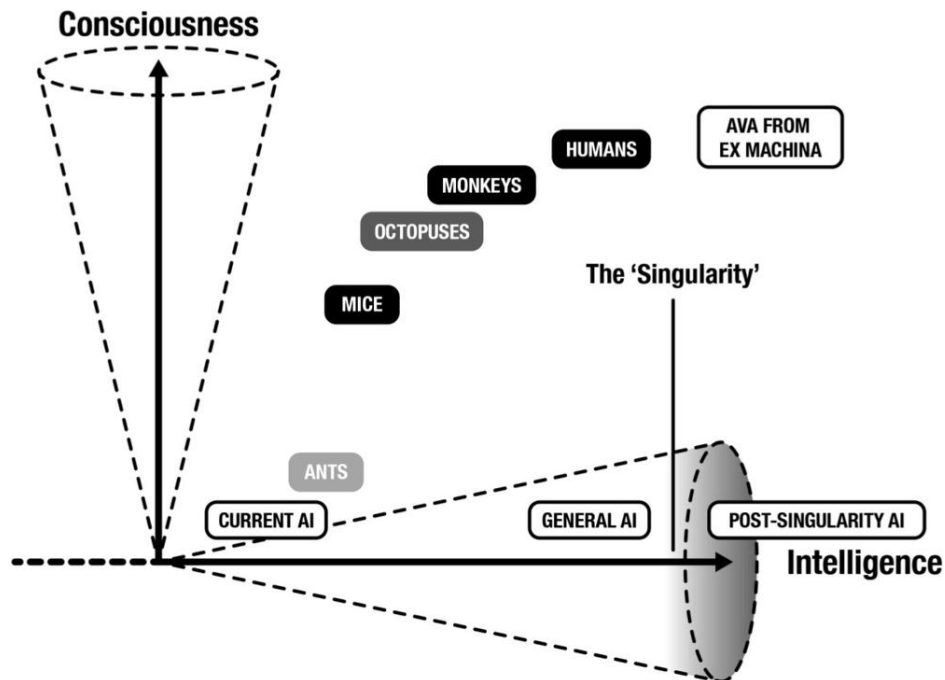 Consciousness
AVA FROM
EX MACHINA
HUMANS
MONKEYS
OCTOPUSES
The ‘Singularity’
MICE
ANTS
CURRENT AI
GENERAL AI
POST-SINGULARITY AI
Intelligence